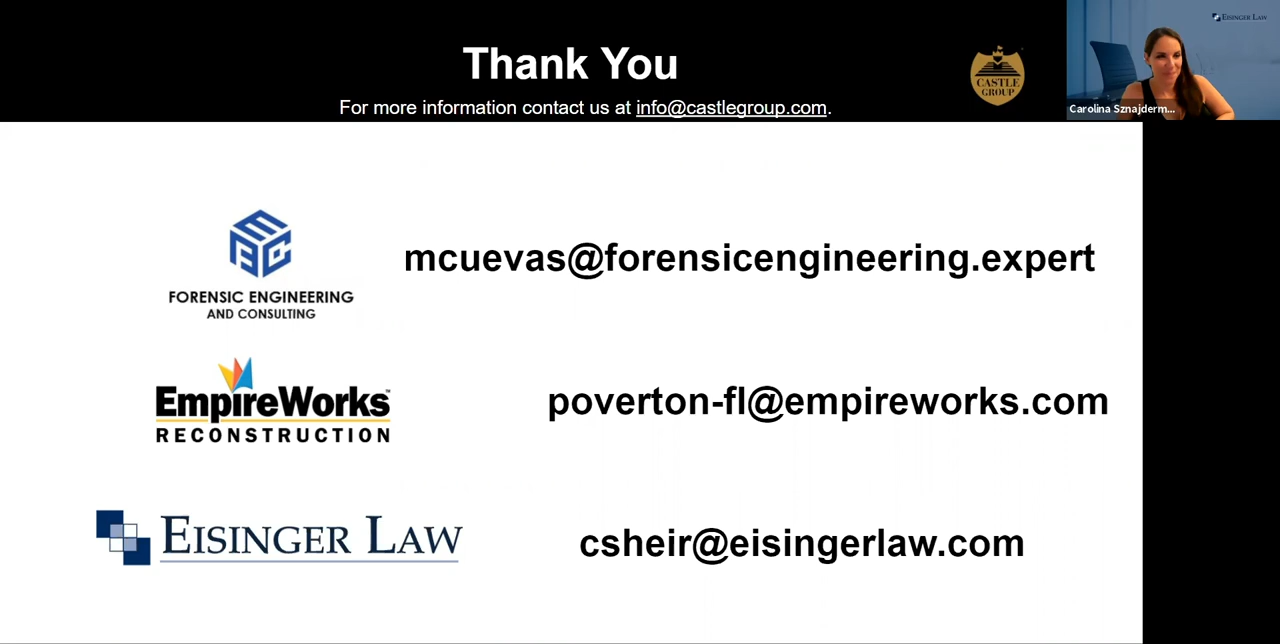 Thank You
For more information contact us at info@castlegroup.com.
CASTLE
GROUP
EISINGER LAW
Carolina Sznajderm...
FORENSIC ENGINEERING
AND CONSULTING
mcuevas@forensicengineering.expert
EmpireWorks
RECONSTRUCTION
poverton-fl@empireworks.com
EISINGER LAW
csheir@eisingerlaw.com